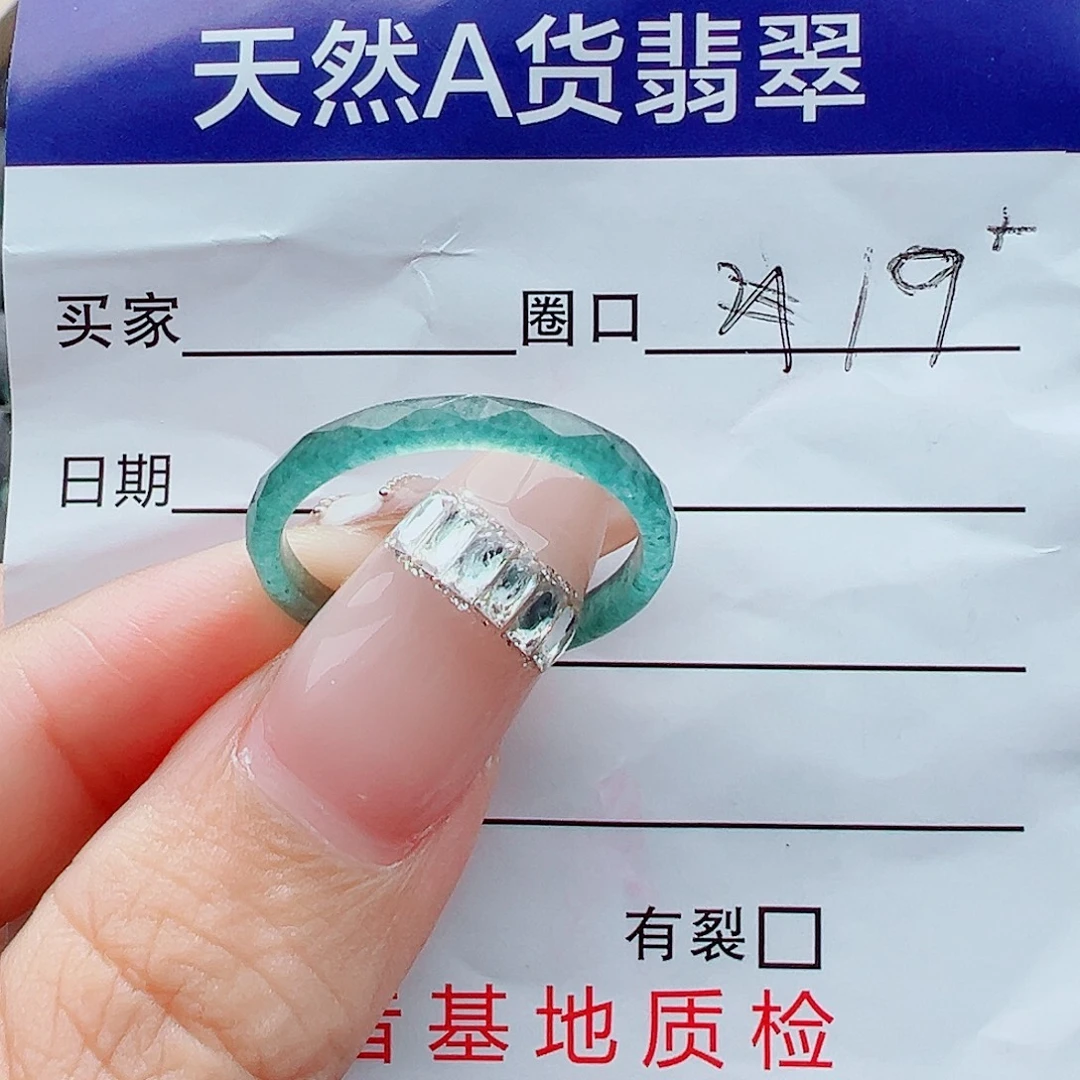 天然A货翡翠
买家 圈口 19+
日期
有裂
基地质检